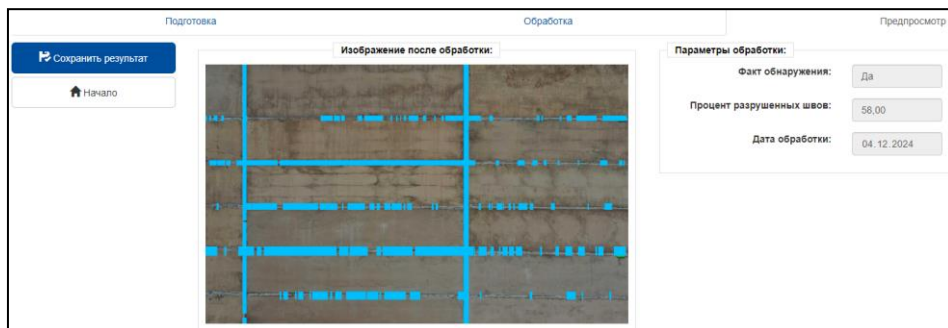 Подготовка
Обработка
Предпросмотр
Сохранить результат
Начало
Изображение после обработки:
Параметры обработки:
Факт обнаружения:
Да
Процент разрушенных швов:
58,00
Дата обработки:
04.12.2024